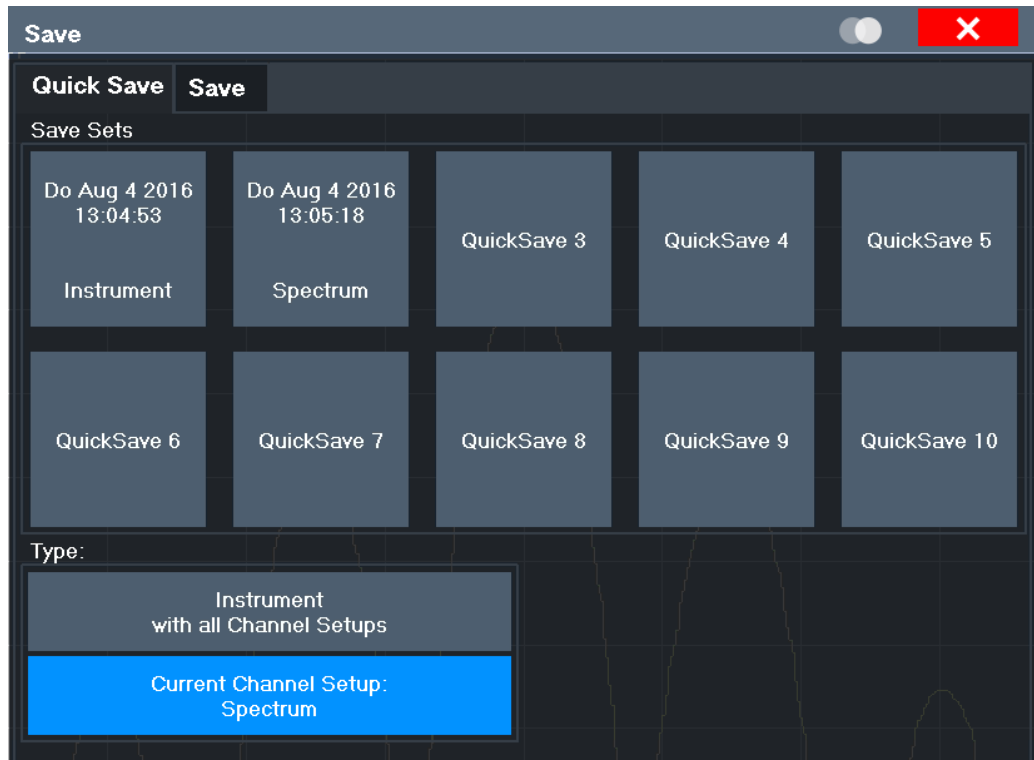 Save
Quick Save Save
Save Sets
Do Aug 4 2016
13:04:53
Instrument
Do Aug 4 2016
13:05:18
Spectrum
QuickSave 3
QuickSave 4
QuickSave 5
QuickSave 6
QuickSave 7
QuickSave 8
QuickSave 9
QuickSave 10
Type:
Instrument
with all Channel Setups
Current Channel Setup:
Spectrum